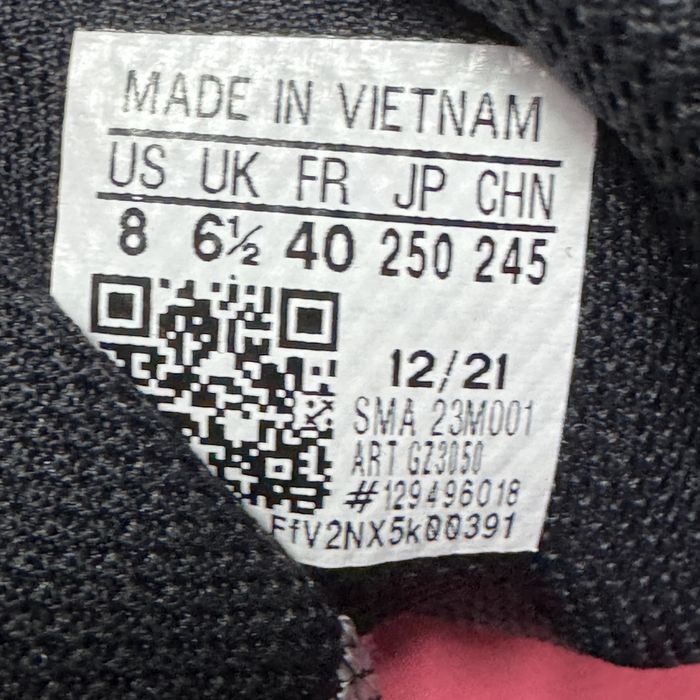 MADE IN VIETNAM
US UK FR JP CHN
8 6½ 40 250 245
12/21
SMA 23M001
ART GZ3050
#129496018
FfV2NX5k00391